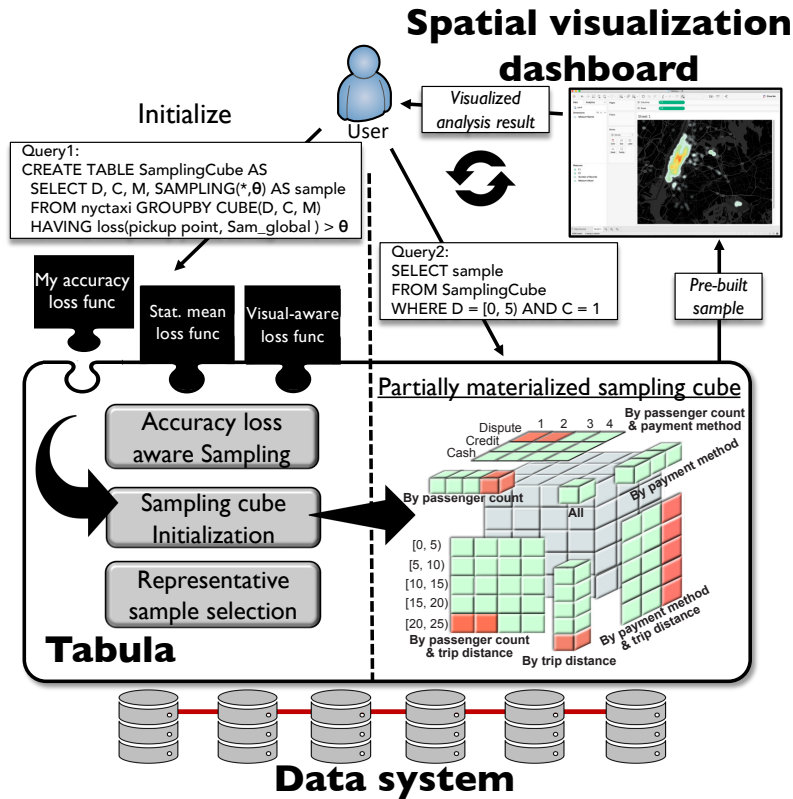 Spatial visualization
dashboard
Initialize
User
Visualized
analysis result
Query1:
CREATE TABLE SamplingCube AS
SELECT D, C, M, SAMPLING(*,θ) AS sample
FROM nyctaxi GROUPBY CUBE(D, C, M)
HAVING loss(pickup point, Sam_global ) > θ
Query2:
SELECT sample
FROM SamplingCube
WHERE D = [0, 5) AND C = 1
Pre-built
sample
My accuracy
loss func
Stat. mean
loss func
Visual-aware
loss func
Accuracy loss
aware Sampling
Sampling cube
Initialization
Representative
sample selection
Tabula
Partially materialized sampling cube
Dispute
Credit
Cash
1 2 3 4
By passenger count
& payment method
By passenger count
All
By payment method
[0, 5)
[5, 10)
[10, 15)
[15, 20)
[20, 25)
By passenger count
& trip distance
By trip distance
By payment method
& trip distance
Data system